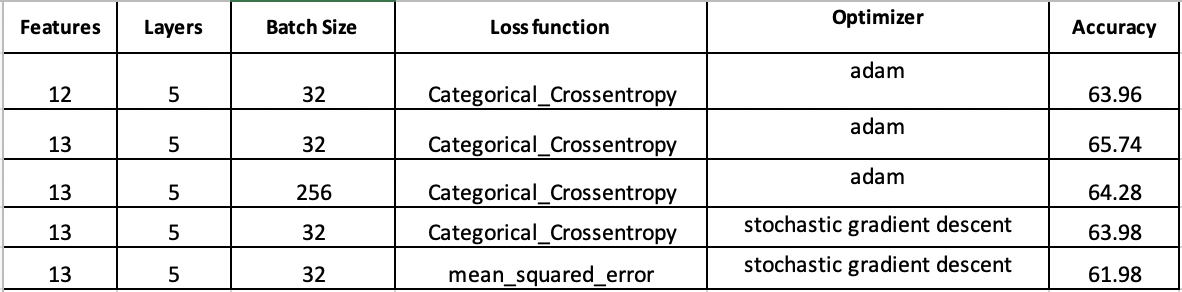 Features Layers Batch Size Loss function Optimizer Accuracy
12 5 32 Categorical_Crossentropy adam 63.96
13 5 32 Categorical_Crossentropy adam 65.74
13 5 256 Categorical_Crossentropy adam 64.28
13 5 32 Categorical_Crossentropy stochastic gradient descent 63.98
13 5 32 mean_squared_error stochastic gradient descent 61.98